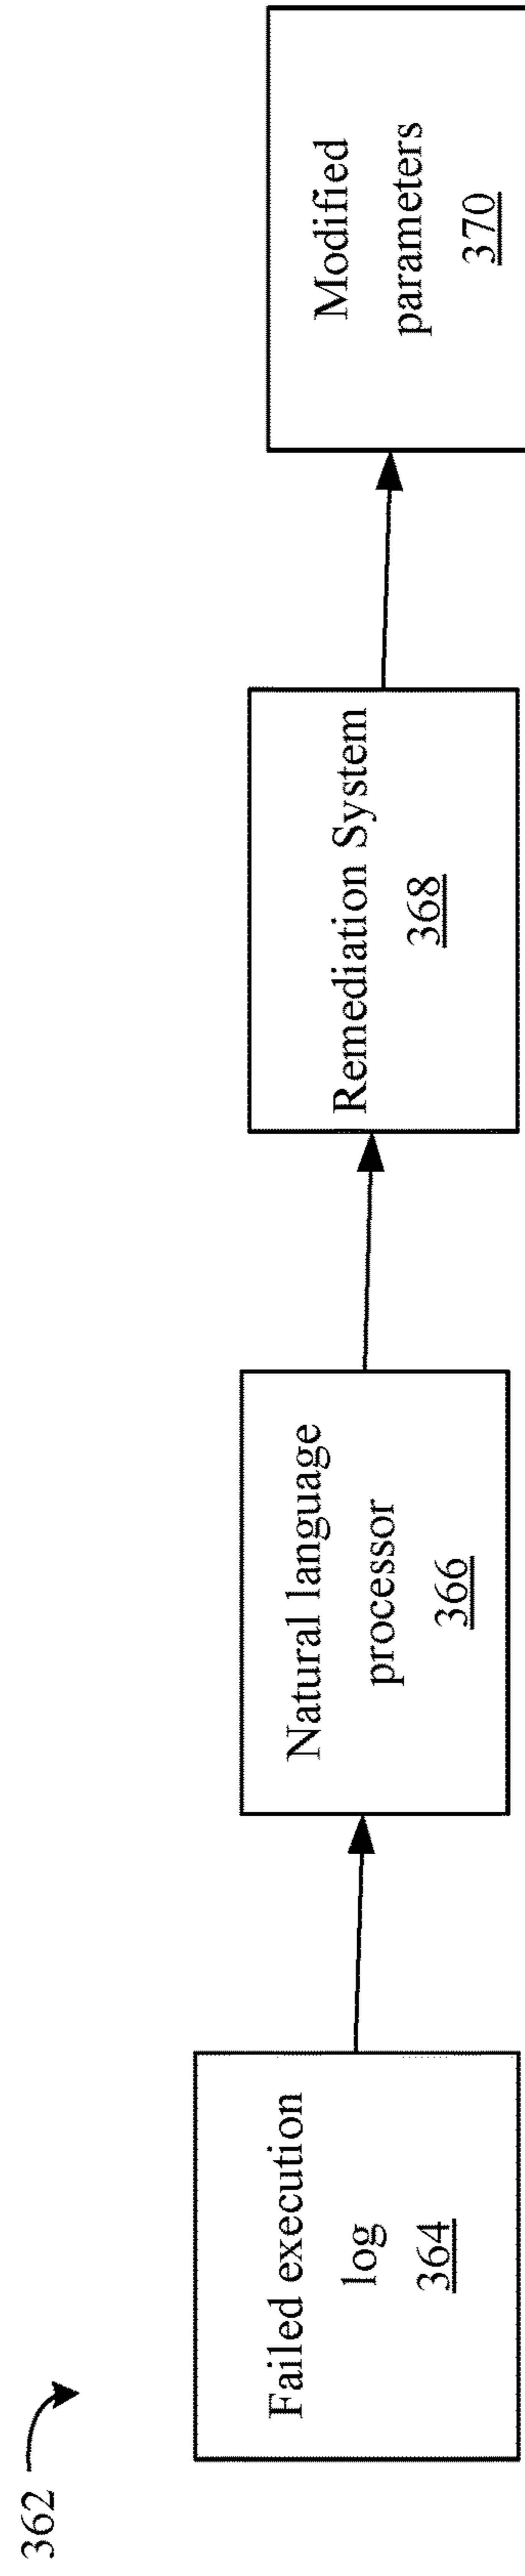 362
Failed execution
log
364
Natural language
processor
366
Remediation System
368
Modified
parameters
370